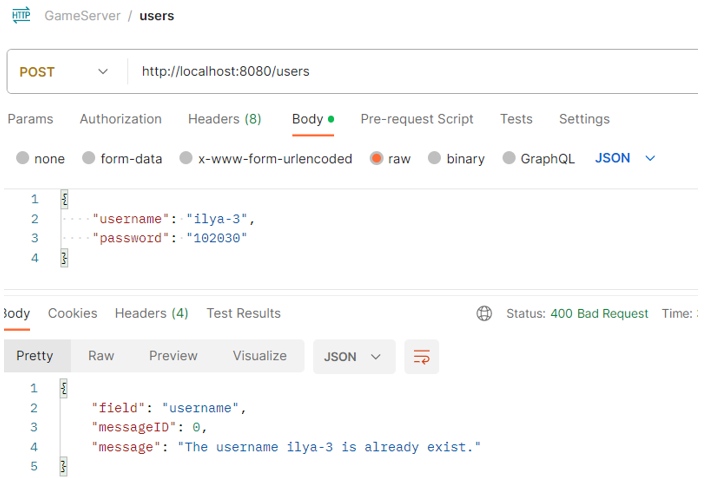 HTTP GameServer / users
POST http://localhost:8080/users
Params Authorization Headers (8) Body Pre-request Script Tests Settings
none form-data x-www-form-urlencoded raw binary GraphQL JSON
1 {
2 "username": "ilya-3",
3 "password": "102030"
4 }
Body Cookies Headers (4) Test Results Status: 400 Bad Request Time:
Pretty Raw Preview Visualize JSON
1 {
2 "field": "username",
3 "messageID": 0,
4 "message": "The username ilya-3 is already exist."
5 }